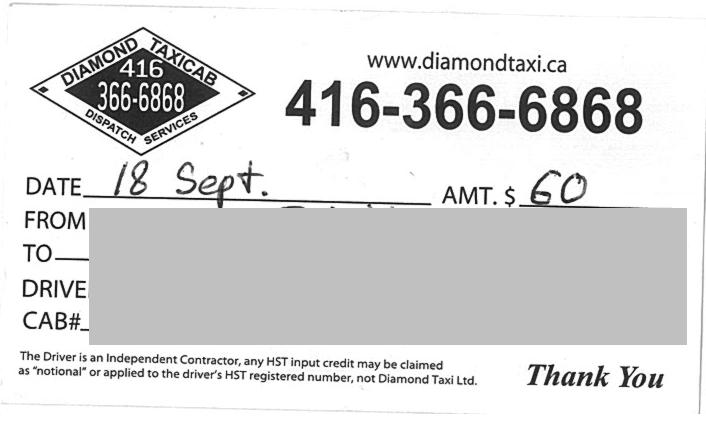 DIAMOND TAXICAB
416
366-6868
DISPATCH SERVICES
www.diamondtaxi.ca
416-366-6868
DATE 18 Sept. AMT. $ 60
FROM
TO
DRIVE
CAB#
The Driver is an Independent Contractor, any HST input credit may be claimed
as "notional" or applied to the driver's HST registered number, not Diamond Taxi Ltd.
Thank You